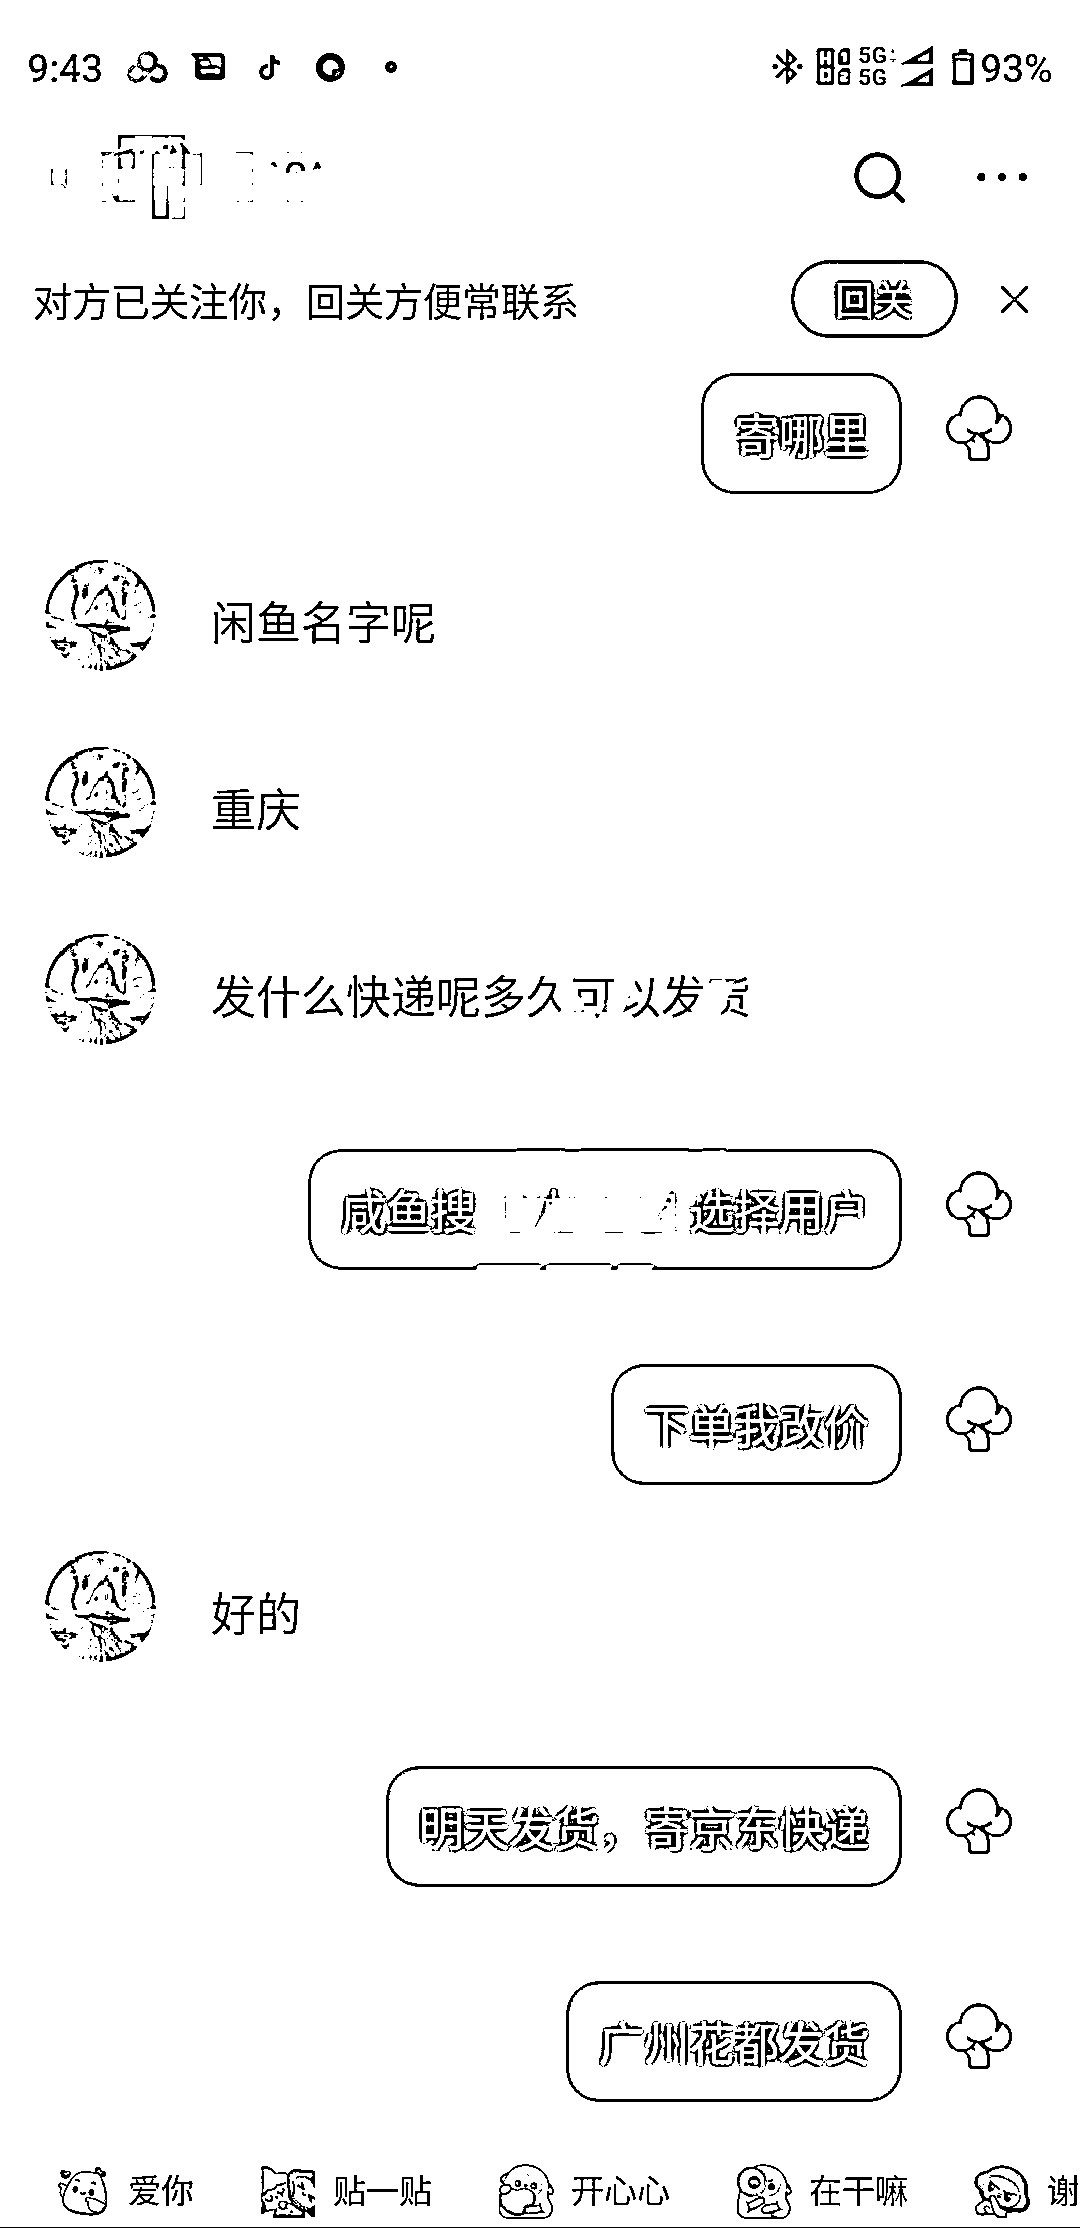 9:43 5G 5G 93%
对方已关注你，回关方便常联系 回关
寄哪里
闲鱼名字呢
重庆
发什么快递呢多久可以发货
咸鱼搜 选择用户
下单我改价
好的
明天发货，寄京东快递
广州花都发货
爱你 贴一贴 开心心 在干嘛 谢